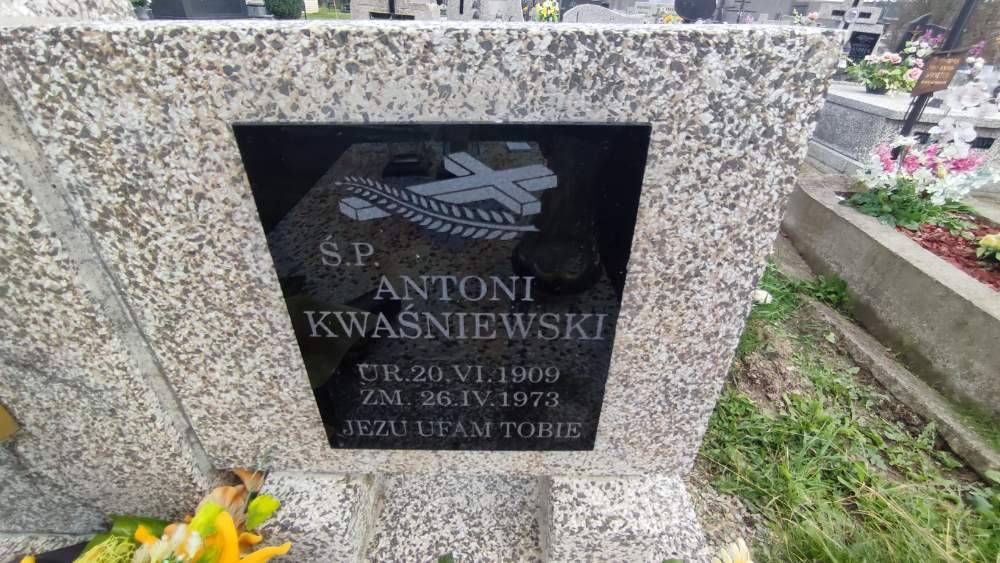 Ś.P.
ANTONI
KWAŚNIEWSKI
UR.20.VI.1909
ZM. 26.IV.1973
JEZU UFAM TOBIE